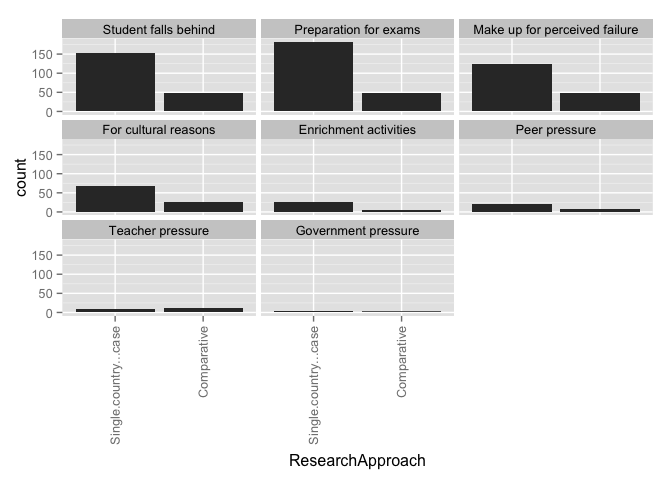 Student falls behind
Preparation for exams
Make up for perceived failure
150
100
50
0
For cultural reasons
Enrichment activities
Peer pressure
150
100
50
0
count
Teacher pressure
Government pressure
150
100
50
0
Single.country...case
Comparative
Single.country...case
Comparative
ResearchApproach